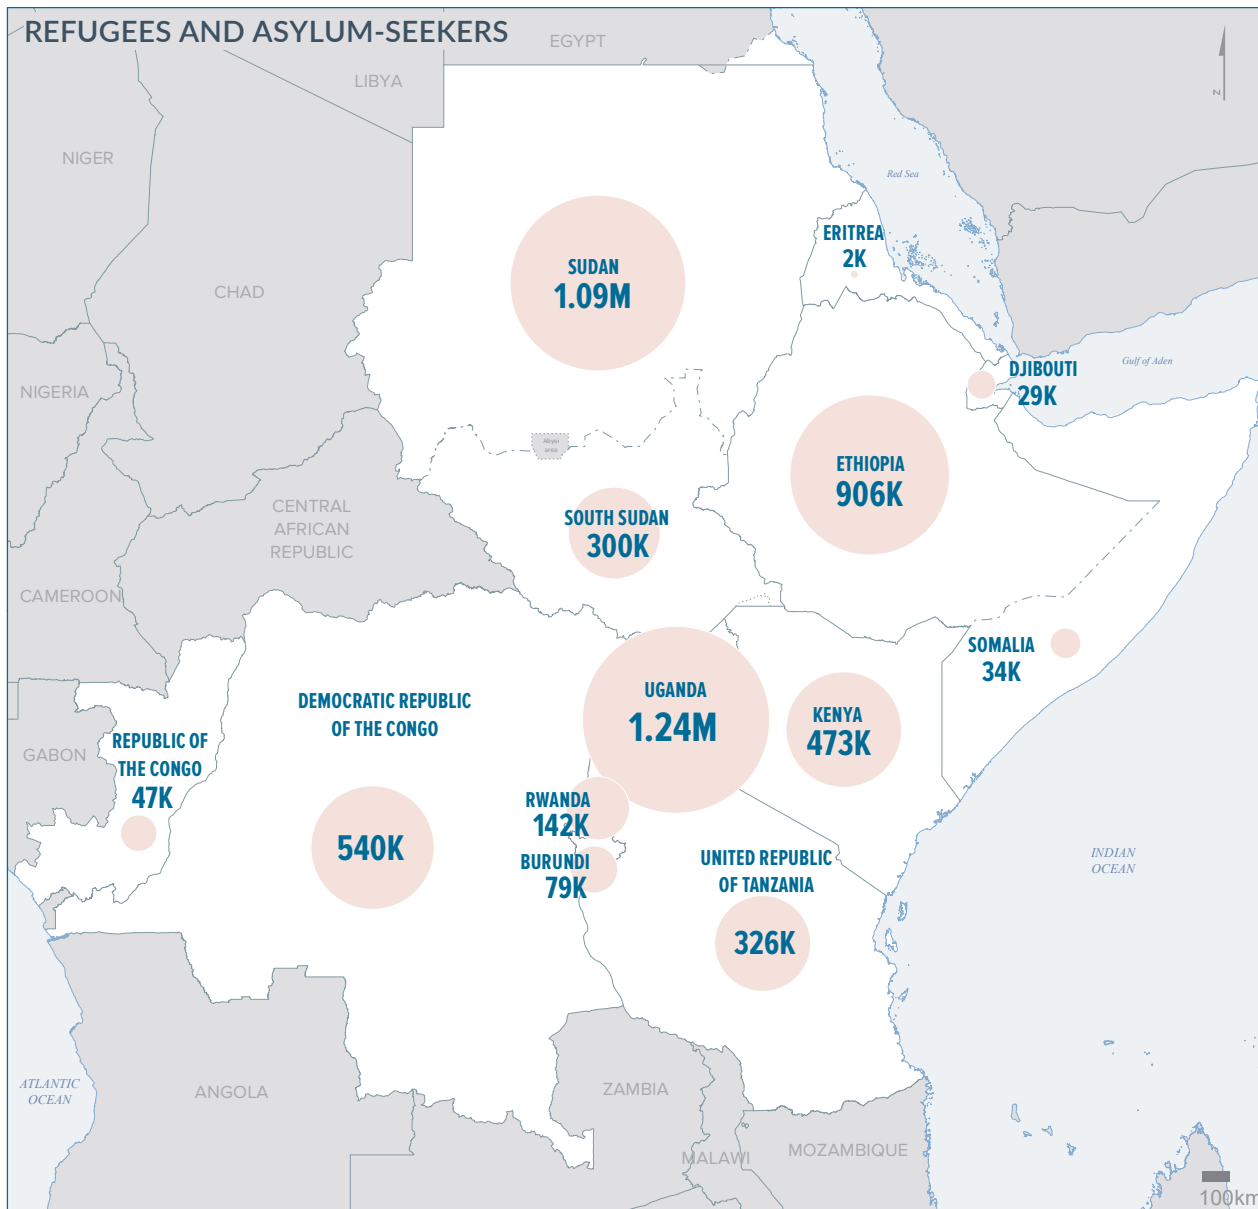 REFUGEES AND ASYLUM-SEEKERS
EGYPT
LIBYA
N
NIGER
Red Sea
ERITREA
2K
SUDAN
1.09M
CHAD
Gulf of Aden
DJIBOUTI
29K
NIGERIA
Abyei
area
ETHIOPIA
906K
CENTRAL
AFRICAN
REPUBLIC
SOUTH SUDAN
300K
CAMEROON
SOMALIA
34K
UGANDA
1.24M
DEMOCRATIC REPUBLIC
OF THE CONGO
KENYA
473K
GABON
REPUBLIC OF
THE CONGO
47K
RWANDA
142K
540K
BURUNDI
79K
UNITED REPUBLIC
OF TANZANIA
326K
INDIAN
OCEAN
ATLANTIC
OCEAN
ANGOLA
ZAMBIA
MALAWI
MOZAMBIQUE
100km